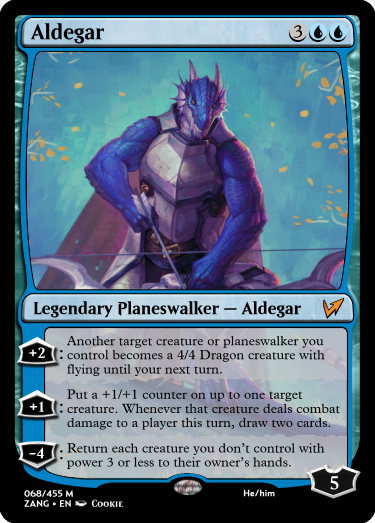 Aldegar 3
Legendary Planeswalker — Aldegar
+2: Another target creature or planeswalker you
control becomes a 4/4 Dragon creature with
flying until your next turn.
+1: Put a +1/+1 counter on up to one target
creature. Whenever that creature deals combat
damage to a player this turn, draw two cards.
−4: Return each creature you don't control with
power 3 or less to their owner's hands.
5
068/455 M He/him
ZANG • EN Cookie